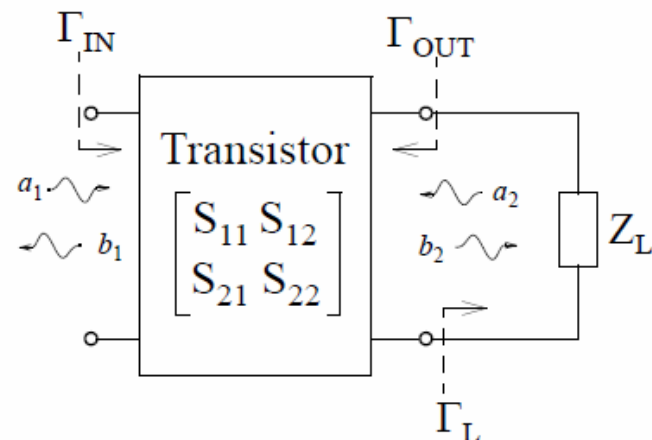 Γ_IN
Γ_OUT
Transistor
a₁
b₁
S₁₁ S₁₂
S₂₁ S₂₂
a₂
b₂
Z_L
Γ_L